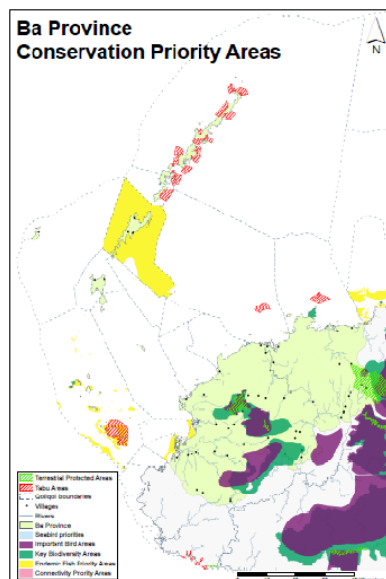 Ba Province
Conservation Priority Areas
N
Terrestrial Protected Areas
Tabu Areas
Qoliqoli boundaries
Villages
Rivers
Ba Province
Seabird priorities
Important Bird Areas
Key Biodiversity Areas
Endemic Fish Priority Areas
Connectivity Priority Areas